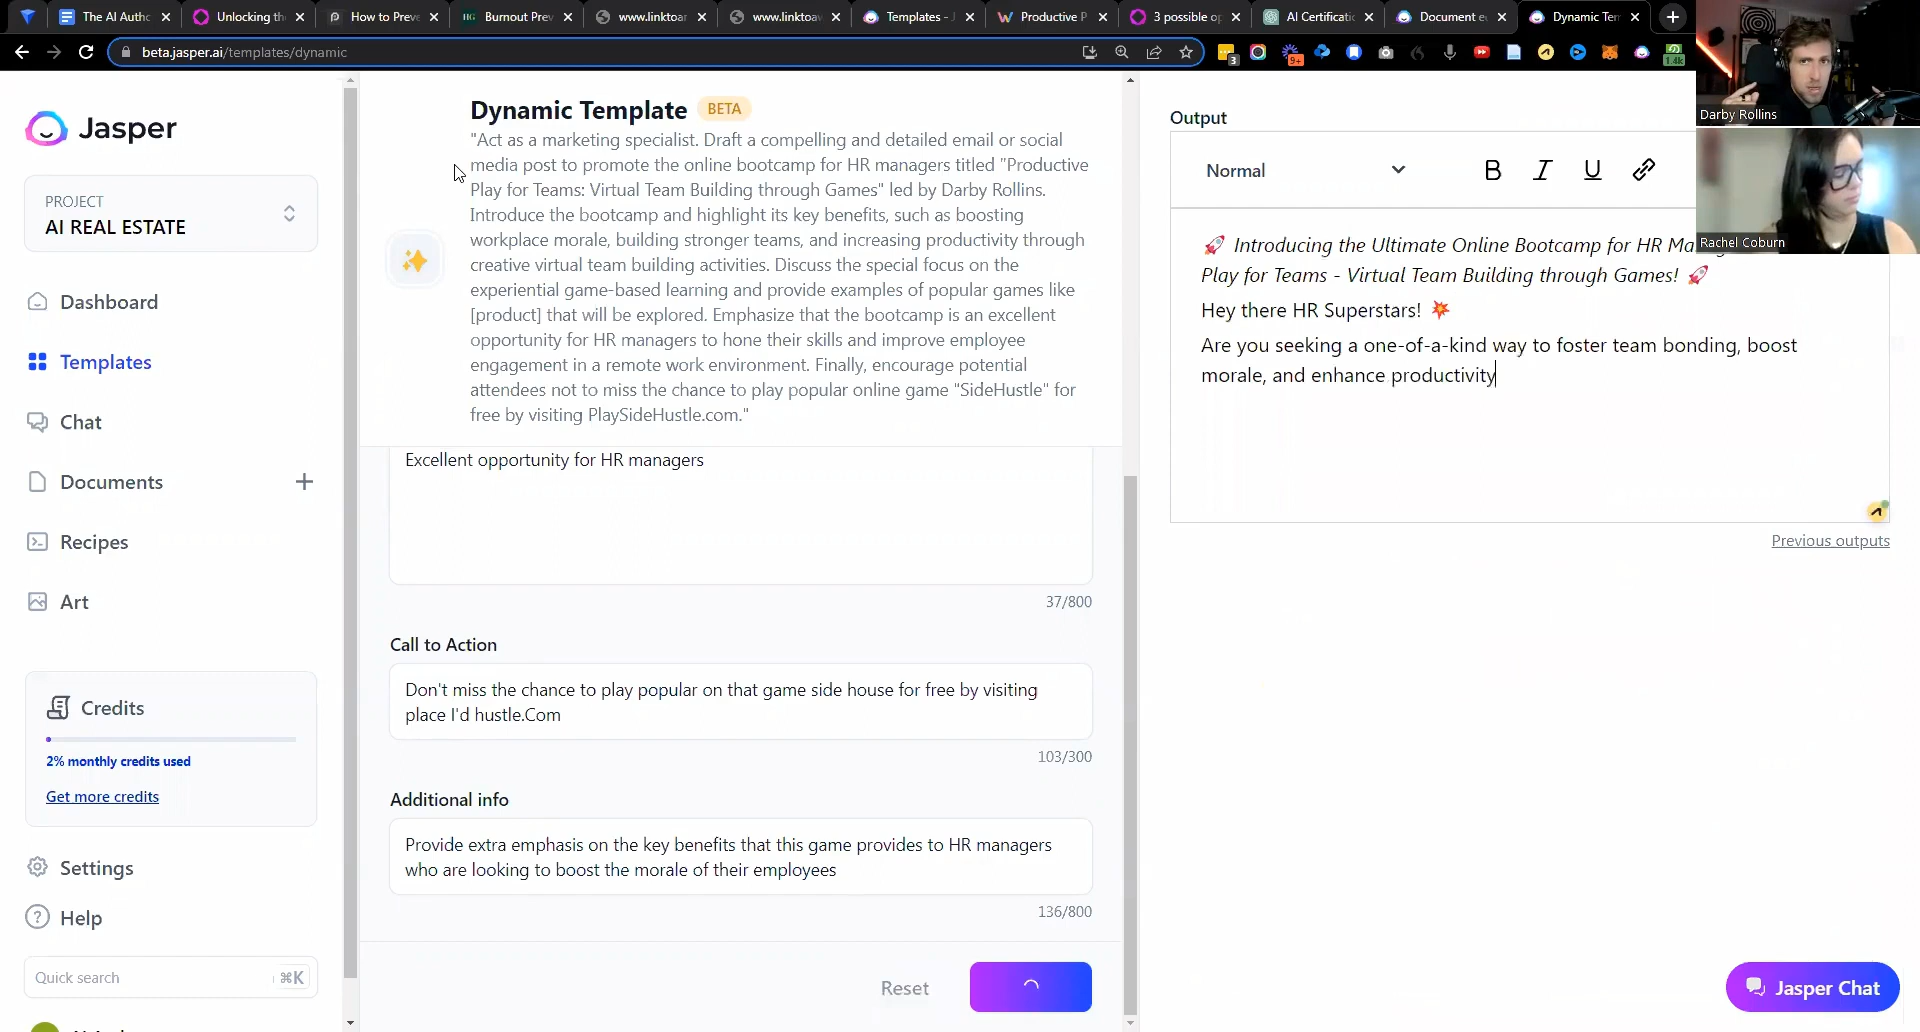 The AI Autho
Unlocking th
How to Preve
Burnout Prev
www.linktoar
www.linktoav
Templates - J
Productive P
3 possible op
AI Certificati
Document e
Dynamic Tem
beta.jasper.ai/templates/dynamic
3
9+
1.4k
Darby Rollins
Rachel Coburn
Jasper
PROJECT
AI REAL ESTATE
Dashboard
Templates
Chat
Documents
Recipes
Art
Credits
2% monthly credits used
Get more credits
Settings
Help
Quick search
⌘K
Dynamic Template BETA
"Act as a marketing specialist. Draft a compelling and detailed email or social
media post to promote the online bootcamp for HR managers titled "Productive
Play for Teams: Virtual Team Building through Games" led by Darby Rollins.
Introduce the bootcamp and highlight its key benefits, such as boosting
workplace morale, building stronger teams, and increasing productivity through
creative virtual team building activities. Discuss the special focus on the
experiential game-based learning and provide examples of popular games like
[product] that will be explored. Emphasize that the bootcamp is an excellent
opportunity for HR managers to hone their skills and improve employee
engagement in a remote work environment. Finally, encourage potential
attendees not to miss the chance to play popular online game "SideHustle" for
free by visiting PlaySideHustle.com."
Excellent opportunity for HR managers
37/800
Call to Action
Don't miss the chance to play popular on that game side house for free by visiting
place I'd hustle.Com
103/300
Additional info
Provide extra emphasis on the key benefits that this game provides to HR managers
who are looking to boost the morale of their employees
136/800
Reset
Output
Normal
B I U
🚀 Introducing the Ultimate Online Bootcamp for HR Ma
Play for Teams - Virtual Team Building through Games! 🚀
Hey there HR Superstars! 💥
Are you seeking a one-of-a-kind way to foster team bonding, boost
morale, and enhance productivity
Previous outputs
Jasper Chat